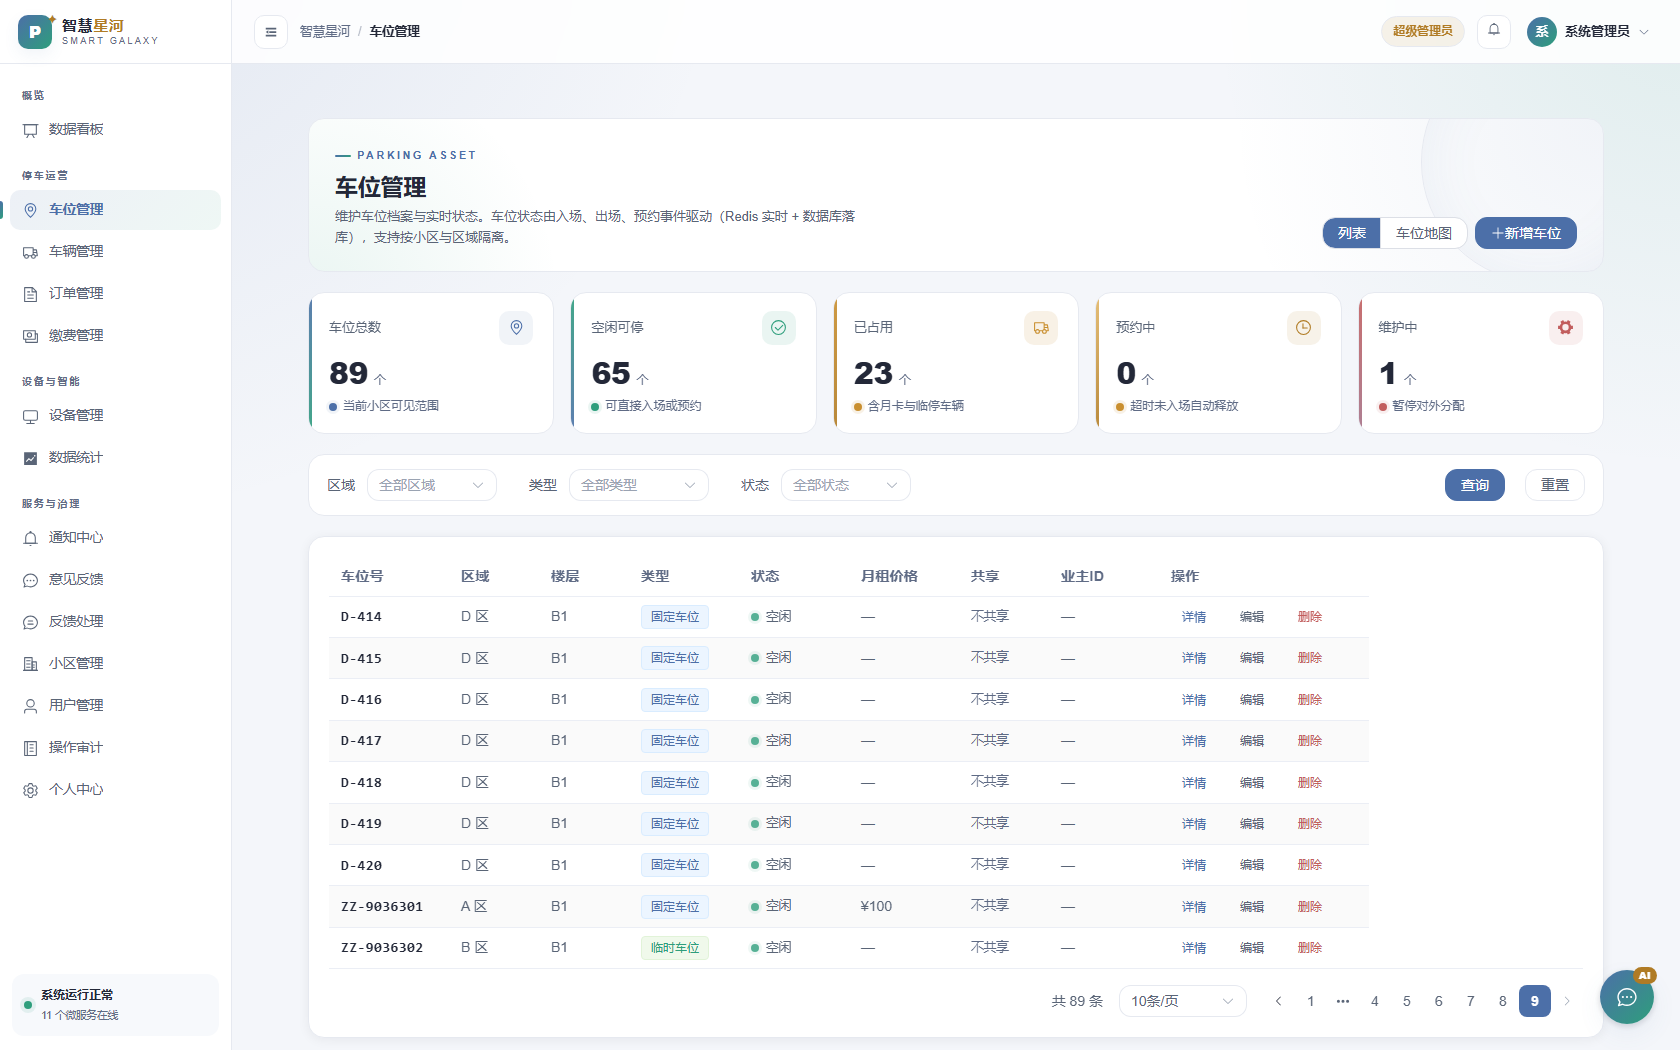 P 智慧星河
SMART GALAXY
智慧星河 / 车位管理
超级管理员
系 系统管理员
概览
数据看板
停车运营
车位管理
车辆管理
订单管理
缴费管理
设备与智能
设备管理
数据统计
服务与治理
通知中心
意见反馈
反馈处理
小区管理
用户管理
操作审计
个人中心
系统运行正常
11 个微服务在线
PARKING ASSET
车位管理
维护车位档案与实时状态。车位状态由入场、出场、预约事件驱动（Redis 实时 + 数据库落
库），支持按小区与区域隔离。
列表 车位地图 +新增车位
车位总数
89 个
当前小区可见范围
空闲可停
65 个
可直接入场或预约
已占用
23 个
含月卡与临停车辆
预约中
0 个
超时未入场自动释放
维护中
1 个
暂停对外分配
区域 全部区域 类型 全部类型 状态 全部状态 查询 重置
车位号 区域 楼层 类型 状态 月租价格 共享 业主ID 操作
D-414 D 区 B1 固定车位 空闲 — 不共享 — 详情 编辑 删除
D-415 D 区 B1 固定车位 空闲 — 不共享 — 详情 编辑 删除
D-416 D 区 B1 固定车位 空闲 — 不共享 — 详情 编辑 删除
D-417 D 区 B1 固定车位 空闲 — 不共享 — 详情 编辑 删除
D-418 D 区 B1 固定车位 空闲 — 不共享 — 详情 编辑 删除
D-419 D 区 B1 固定车位 空闲 — 不共享 — 详情 编辑 删除
D-420 D 区 B1 固定车位 空闲 — 不共享 — 详情 编辑 删除
ZZ-9036301 A 区 B1 固定车位 空闲 ¥100 不共享 — 详情 编辑 删除
ZZ-9036302 B 区 B1 临时车位 空闲 — 不共享 — 详情 编辑 删除
共 89 条 10条/页 1 ••• 4 5 6 7 8 9
AI